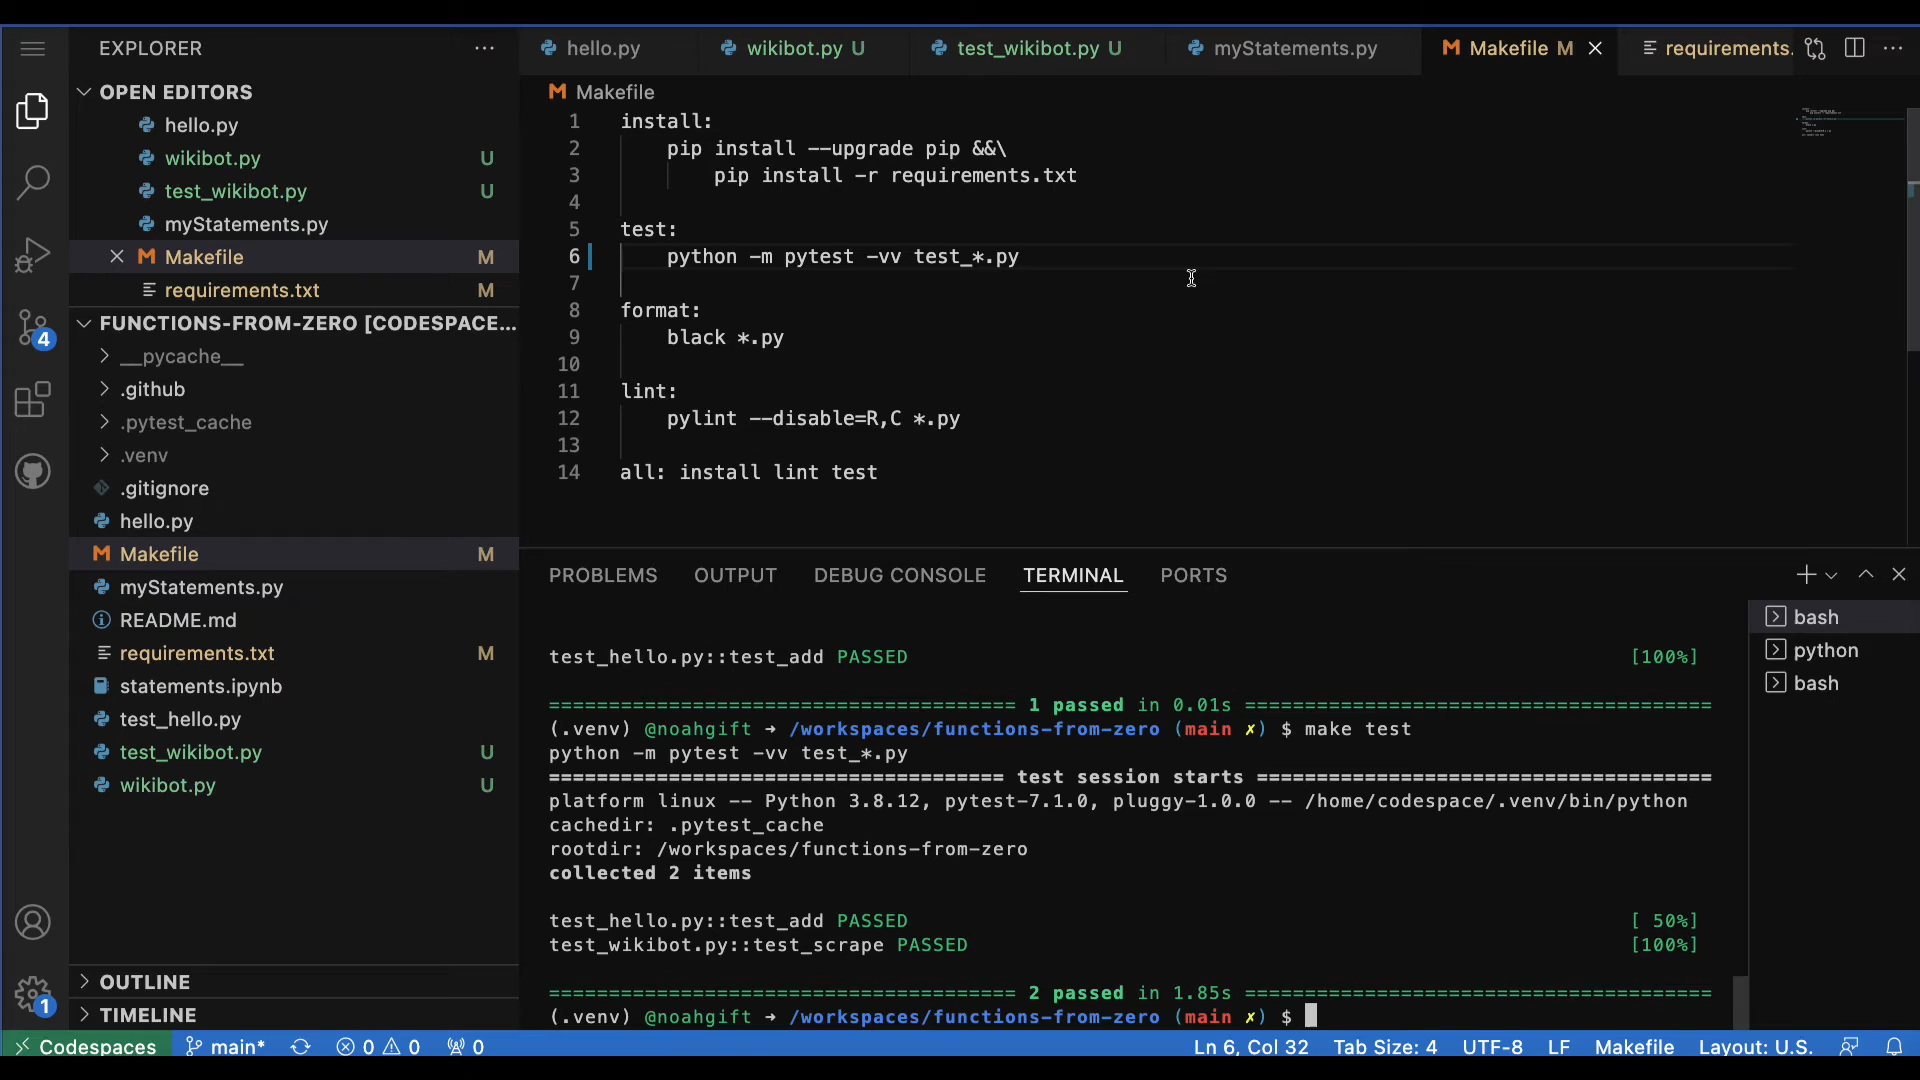 EXPLORER
OPEN EDITORS
hello.py
wikibot.py U
test_wikibot.py U
myStatements.py
Makefile M
requirements.txt M
FUNCTIONS-FROM-ZERO [CODESPACE...
__pycache__
.github
.pytest_cache
.venv
.gitignore
hello.py
Makefile M
myStatements.py
README.md
requirements.txt M
statements.ipynb
test_hello.py
test_wikibot.py U
wikibot.py U
OUTLINE
TIMELINE
4
1
hello.py wikibot.py U test_wikibot.py U myStatements.py Makefile M requirements.
Makefile
1 install:
2 pip install --upgrade pip &&\
3 pip install -r requirements.txt
4
5 test:
6 python -m pytest -vv test_*.py
7
8 format:
9 black *.py
10
11 lint:
12 pylint --disable=R,C *.py
13
14 all: install lint test
PROBLEMS OUTPUT DEBUG CONSOLE TERMINAL PORTS
test_hello.py::test_add PASSED [100%]
======================================= 1 passed in 0.01s =======================================
(.venv) @noahgift ➜ /workspaces/functions-from-zero (main ✗) $ make test
python -m pytest -vv test_*.py
====================================== test session starts ======================================
platform linux -- Python 3.8.12, pytest-7.1.0, pluggy-1.0.0 -- /home/codespace/.venv/bin/python
cachedir: .pytest_cache
rootdir: /workspaces/functions-from-zero
collected 2 items
test_hello.py::test_add PASSED [ 50%]
test_wikibot.py::test_scrape PASSED [100%]
======================================= 2 passed in 1.85s =======================================
(.venv) @noahgift ➜ /workspaces/functions-from-zero (main ✗) $
bash
python
bash
Codespaces main* 0 0 0 Ln 6, Col 32 Tab Size: 4 UTF-8 LF Makefile Layout: U.S.